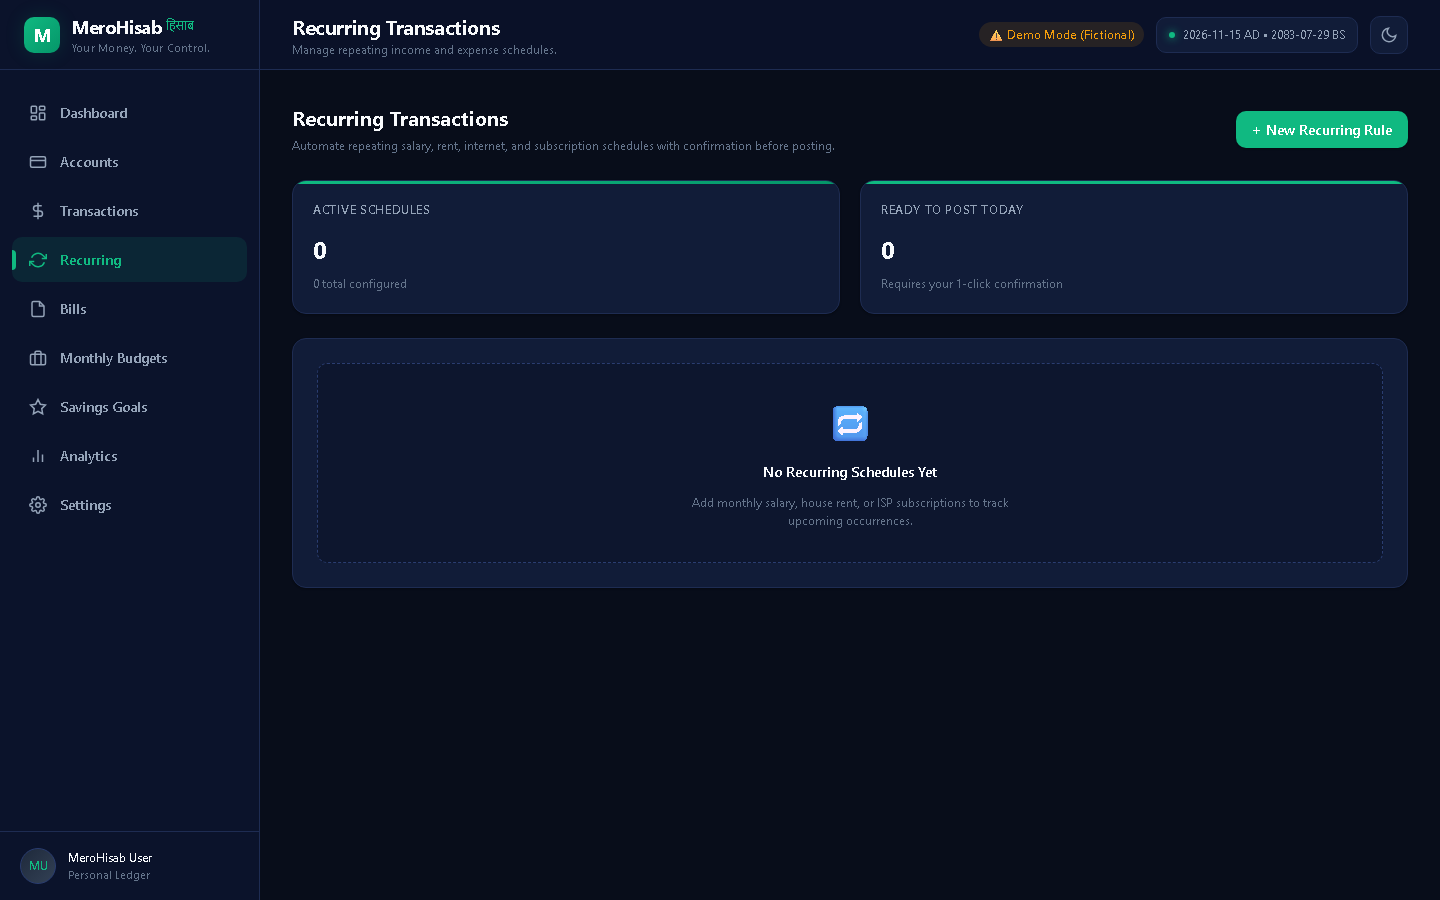 M
MeroHisab हिसाब
Your Money. Your Control.
Dashboard
Accounts
Transactions
Recurring
Bills
Monthly Budgets
Savings Goals
Analytics
Settings
MU
MeroHisab User
Personal Ledger
Recurring Transactions
Manage repeating income and expense schedules.
⚠️ Demo Mode (Fictional)
2026-11-15 AD • 2083-07-29 BS
Recurring Transactions
Automate repeating salary, rent, internet, and subscription schedules with confirmation before posting.
+ New Recurring Rule
ACTIVE SCHEDULES
0
0 total configured
READY TO POST TODAY
0
Requires your 1-click confirmation
No Recurring Schedules Yet
Add monthly salary, house rent, or ISP subscriptions to track
upcoming occurrences.